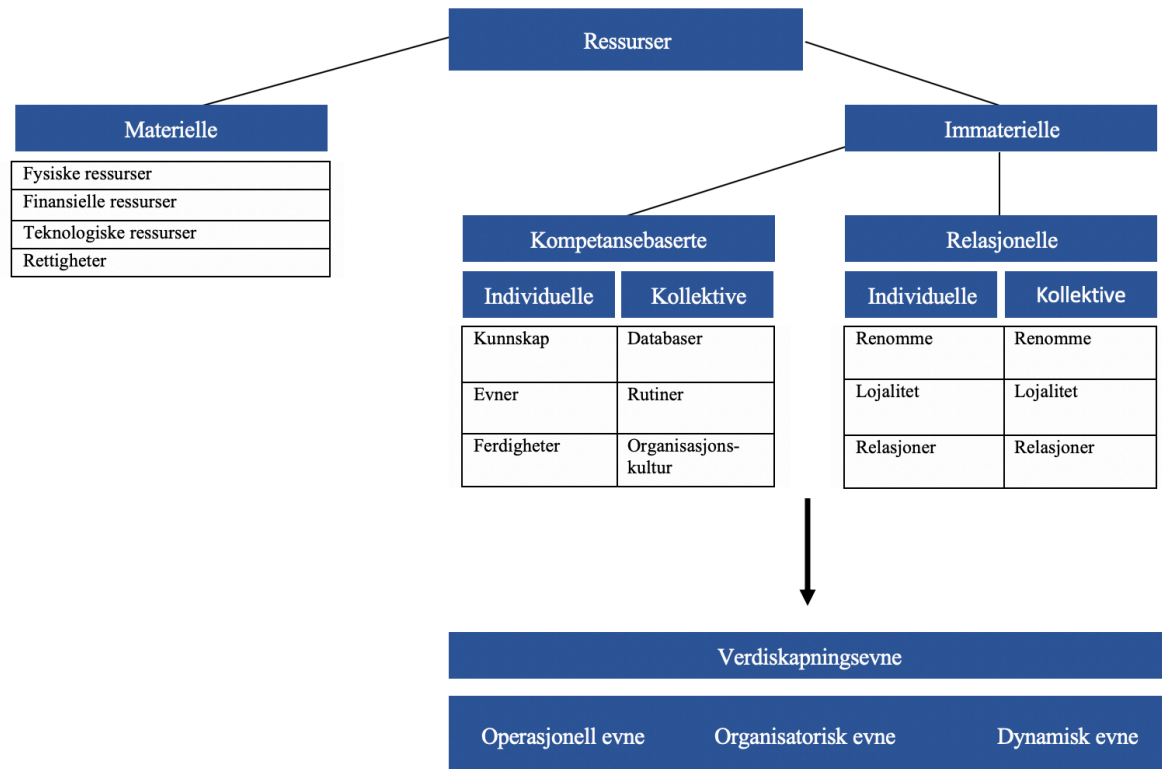 Ressurser
Materielle
Immaterielle
Fysiske ressurser
Finansielle ressurser
Teknologiske ressurser
Rettigheter
Kompetansebaserte
Relasjonelle
Individuelle
Kollektive
Individuelle
Kollektive
Kunnskap
Databaser
Renomme
Renomme
Evner
Rutiner
Lojalitet
Lojalitet
Ferdigheter
Organisasjons-
kultur
Relasjoner
Relasjoner
Verdiskapningsevne
Operasjonell evne
Organisatorisk evne
Dynamisk evne